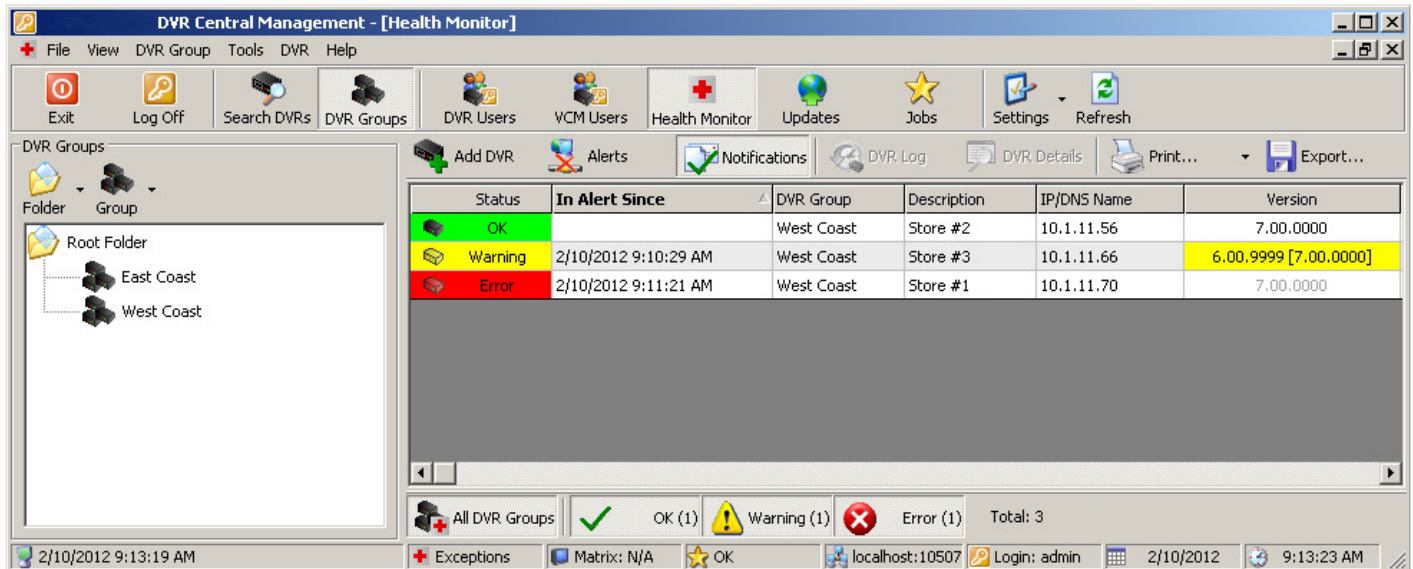 DVR Central Management - [Health Monitor]
File View DVR Group Tools DVR Help
Exit Log Off Search DVRs DVR Groups DVR Users VCM Users Health Monitor Updates Jobs Settings Refresh
DVR Groups
Folder Group
Root Folder
East Coast
West Coast
Add DVR Alerts Notifications DVR Log DVR Details Print... Export...
Status In Alert Since DVR Group Description IP/DNS Name Version
OK West Coast Store #2 10.1.11.56 7.00.0000
Warning 2/10/2012 9:10:29 AM West Coast Store #3 10.1.11.66 6.00.9999 [7.00.0000]
Error 2/10/2012 9:11:21 AM West Coast Store #1 10.1.11.70 7.00.0000
All DVR Groups OK (1) Warning (1) Error (1) Total: 3
2/10/2012 9:13:19 AM Exceptions Matrix: N/A OK localhost:10507 Login: admin 2/10/2012 9:13:23 AM